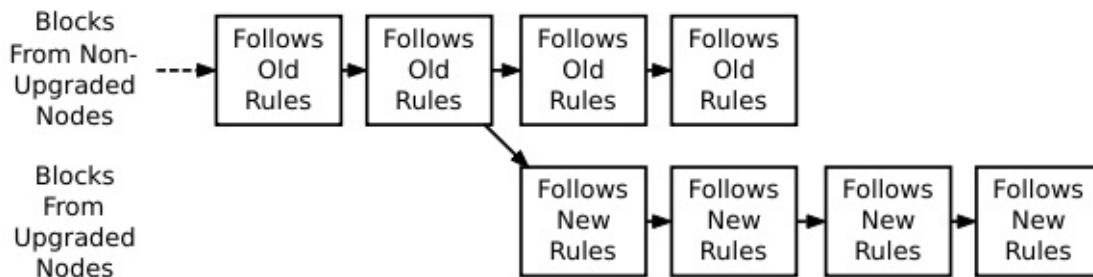 Blocks
From Non-
Upgraded
Nodes
Follows
Old
Rules
Follows
Old
Rules
Follows
Old
Rules
Follows
Old
Rules
Blocks
From
Upgraded
Nodes
Follows
New
Rules
Follows
New
Rules
Follows
New
Rules
Follows
New
Rules